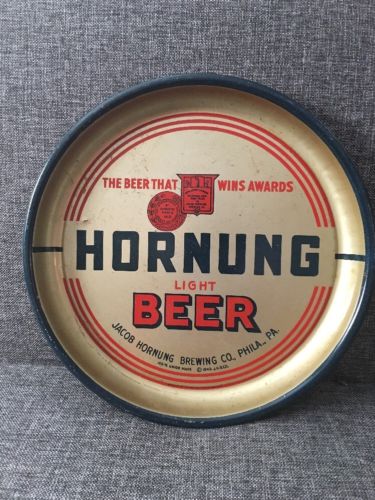 THE BEER THAT WINS AWARDS
HORNUNG
LIGHT
BEER
JACOB HORNUNG BREWING CO., PHILA., PA.